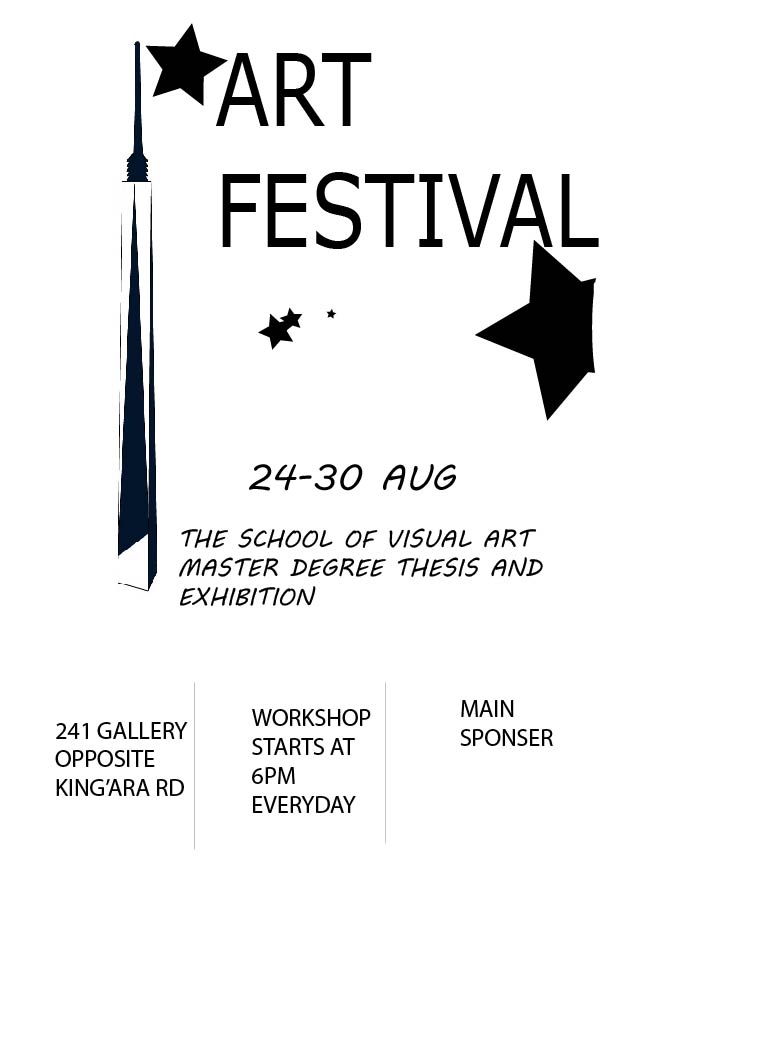 ART
FESTIVAL
24-30 AUG
THE SCHOOL OF VISUAL ART
MASTER DEGREE THESIS AND
EXHIBITION
241 GALLERY
OPPOSITE
KING'ARA RD
WORKSHOP
STARTS AT
6PM
EVERYDAY
MAIN
SPONSER